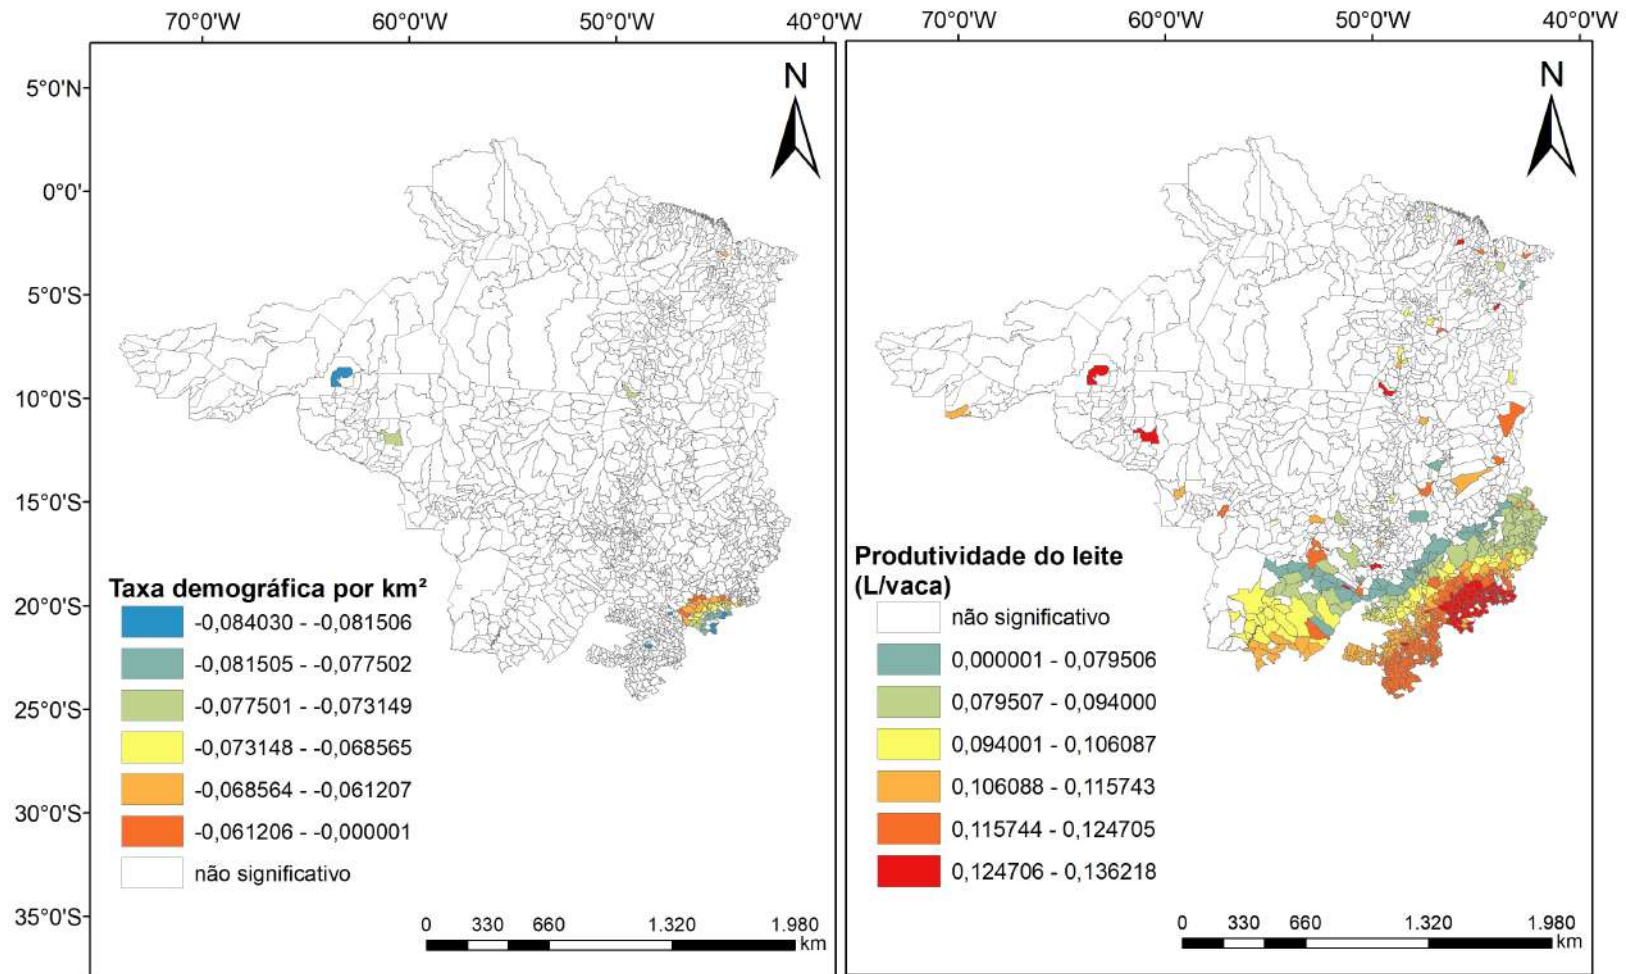 70°0'W 60°0'W 50°0'W 40°0'W
70°0'W 60°0'W 50°0'W 40°0'W
5°0'N
0°0'
5°0'S
10°0'S
15°0'S
20°0'S
25°0'S
30°0'S
35°0'S
N
Taxa demográfica por km²
-0,084030 - -0,081506
-0,081505 - -0,077502
-0,077501 - -0,073149
-0,073148 - -0,068565
-0,068564 - -0,061207
-0,061206 - -0,000001
não significativo
0 330 660 1.320 1.980
km
N
Produtividade do leite
(L/vaca)
não significativo
0,000001 - 0,079506
0,079507 - 0,094000
0,094001 - 0,106087
0,106088 - 0,115743
0,115744 - 0,124705
0,124706 - 0,136218
0 330 660 1.320 1.980
km